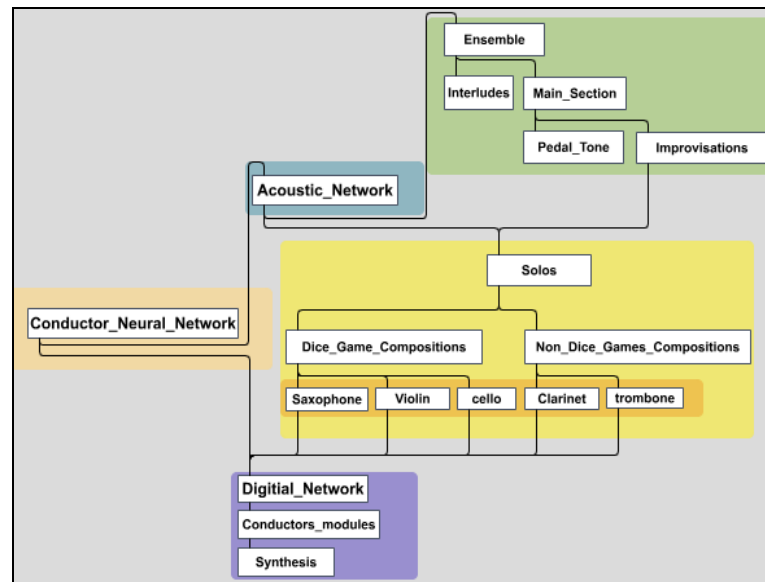 Ensemble
Interludes
Main_Section
Pedal_Tone
Improvisations
Acoustic_Network
Solos
Conductor_Neural_Network
Dice_Game_Compositions
Non_Dice_Games_Compositions
Saxophone
Violin
cello
Clarinet
trombone
Digitial_Network
Conductors_modules
Synthesis